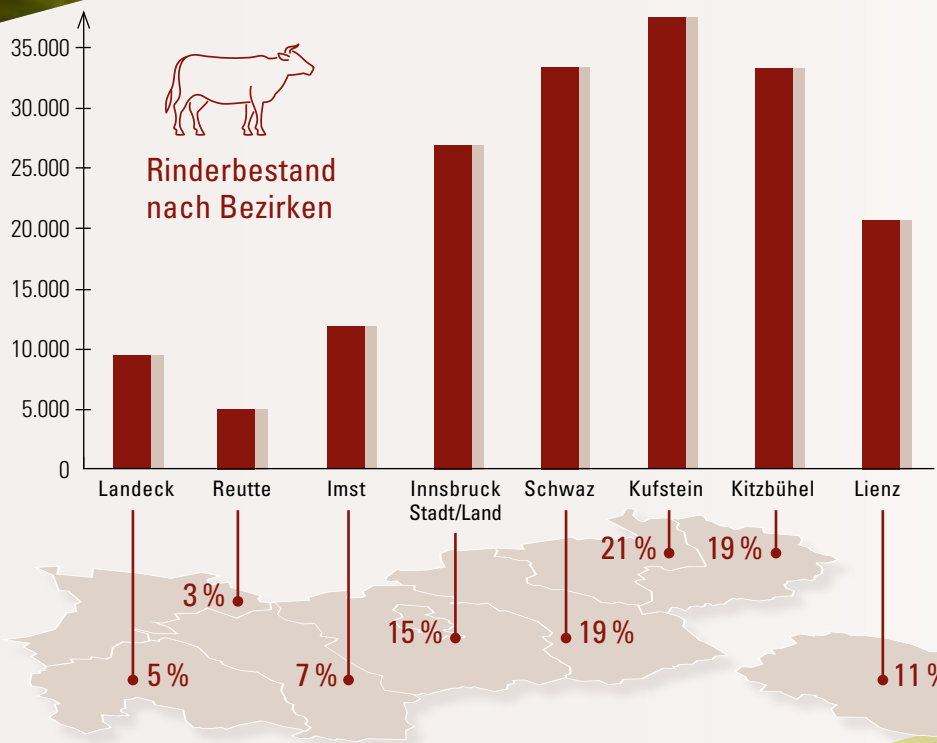 35.000
30.000
25.000
20.000
15.000
10.000
5.000
0
Rinderbestand
nach Bezirken
Landeck Reutte Imst Innsbruck Schwaz Kufstein Kitzbühel Lienz
Stadt/Land
21 % 19 %
3 %
15 % 19 %
5 % 7 % 11 %